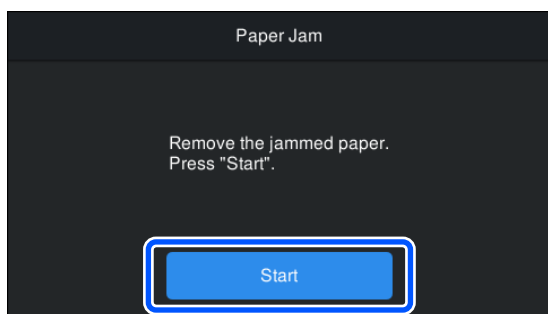 Paper Jam
Remove the jammed paper.
Press "Start".
Start